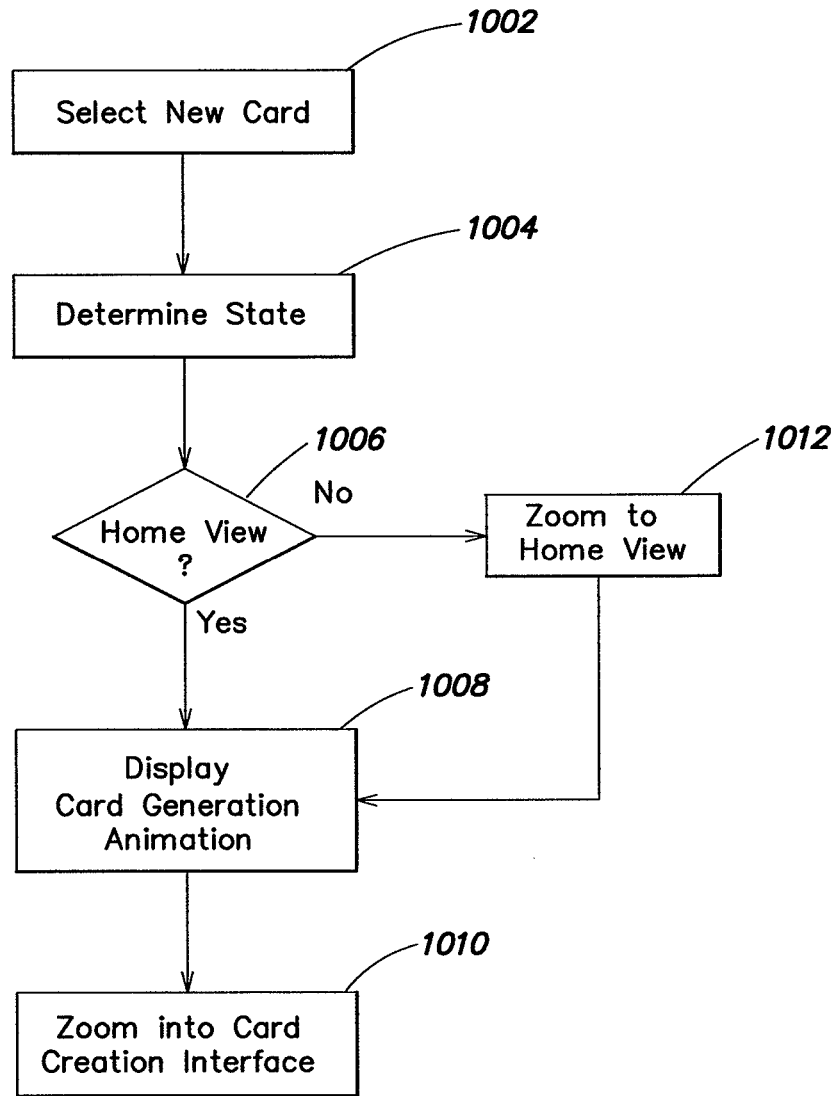 1002
Select New Card
1004
Determine State
1006
Home View
?
No
1012
Zoom to
Home View
Yes
1008
Display
Card Generation
Animation
1010
Zoom into Card
Creation Interface